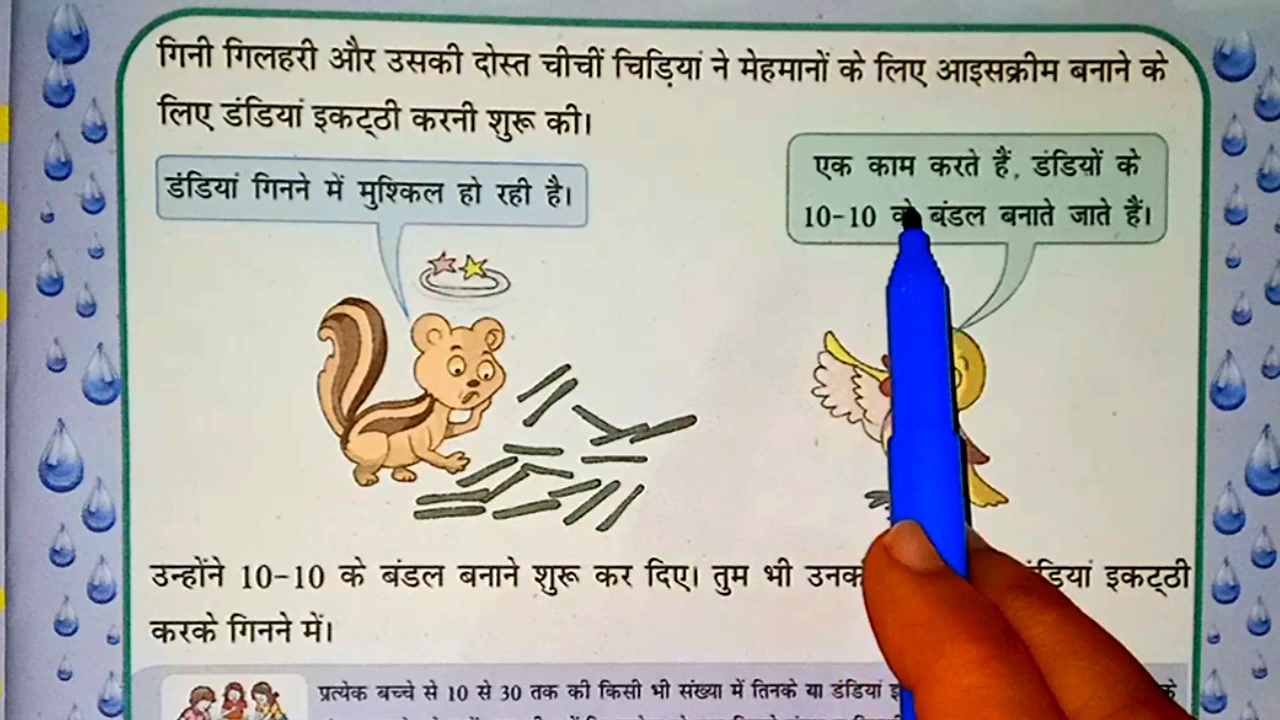 गिनी गिलहरी और उसकी दोस्त चीचीं चिड़ियां ने मेहमानों के लिए आइसक्रीम बनाने के
लिए डंडियां इकट्ठी करनी शुरू की।
डंडियां गिनने में मुश्किल हो रही है।
एक काम करते हैं, डंडियों के
10-10 बंडल बनाते जाते हैं।
उन्होंने 10-10 के बंडल बनाने शुरू कर दिए। तुम भी इकट्ठी
करके गिनने में।
प्रत्येक बच्चे से 10 से 30 तक की किसी भी संख्या में तिनके या डंडियां